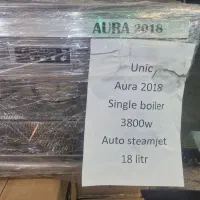 AURA 2018
Unic
Aura 2018
Single boiler
3800w
Auto steamjet
18 litr